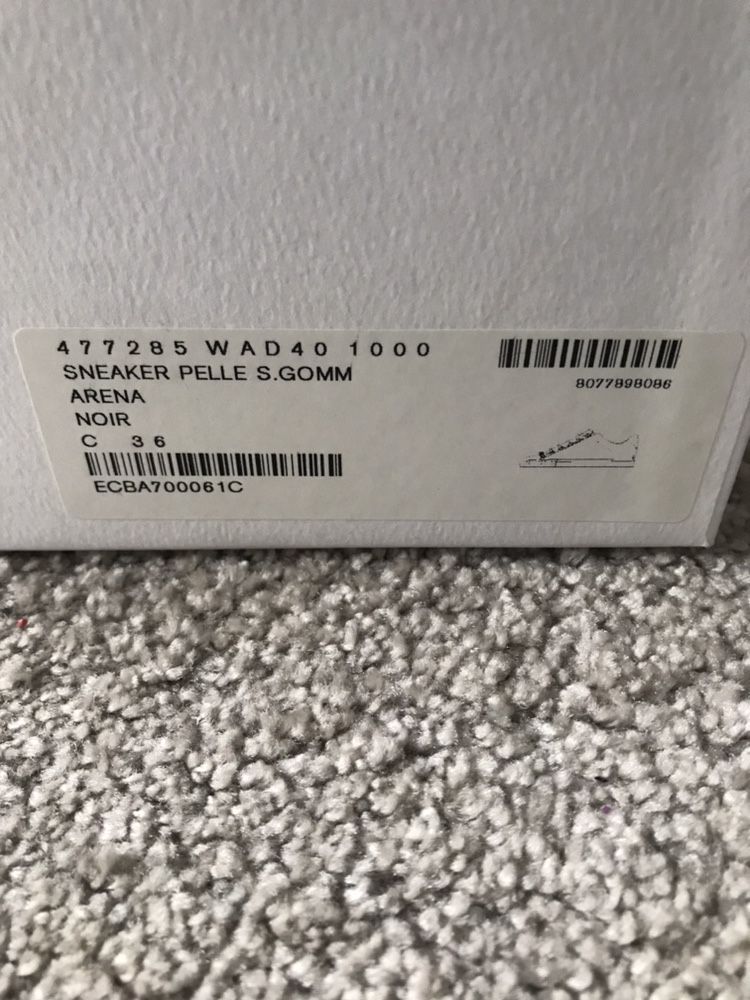 477285 WAD40 1000
SNEAKER PELLE S.GOMM
ARENA
NOIR
C 36
ECBA700061C
8077898086